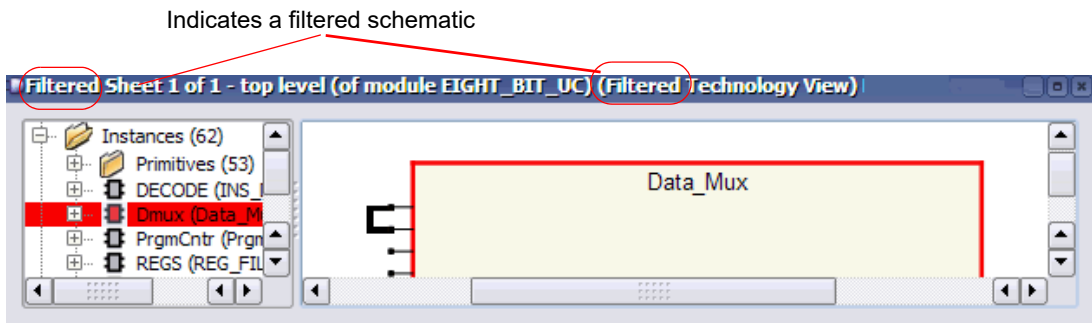 Indicates a filtered schematic
Filtered Sheet 1 of 1 - top level (of module EIGHT_BIT_UC) (Filtered Technology View)
Instances (62)
Primitives (53)
DECODE (INS_
Dmux (Data_M
PrgmCntr (Prgm
REGS (REG_FIL
Data_Mux